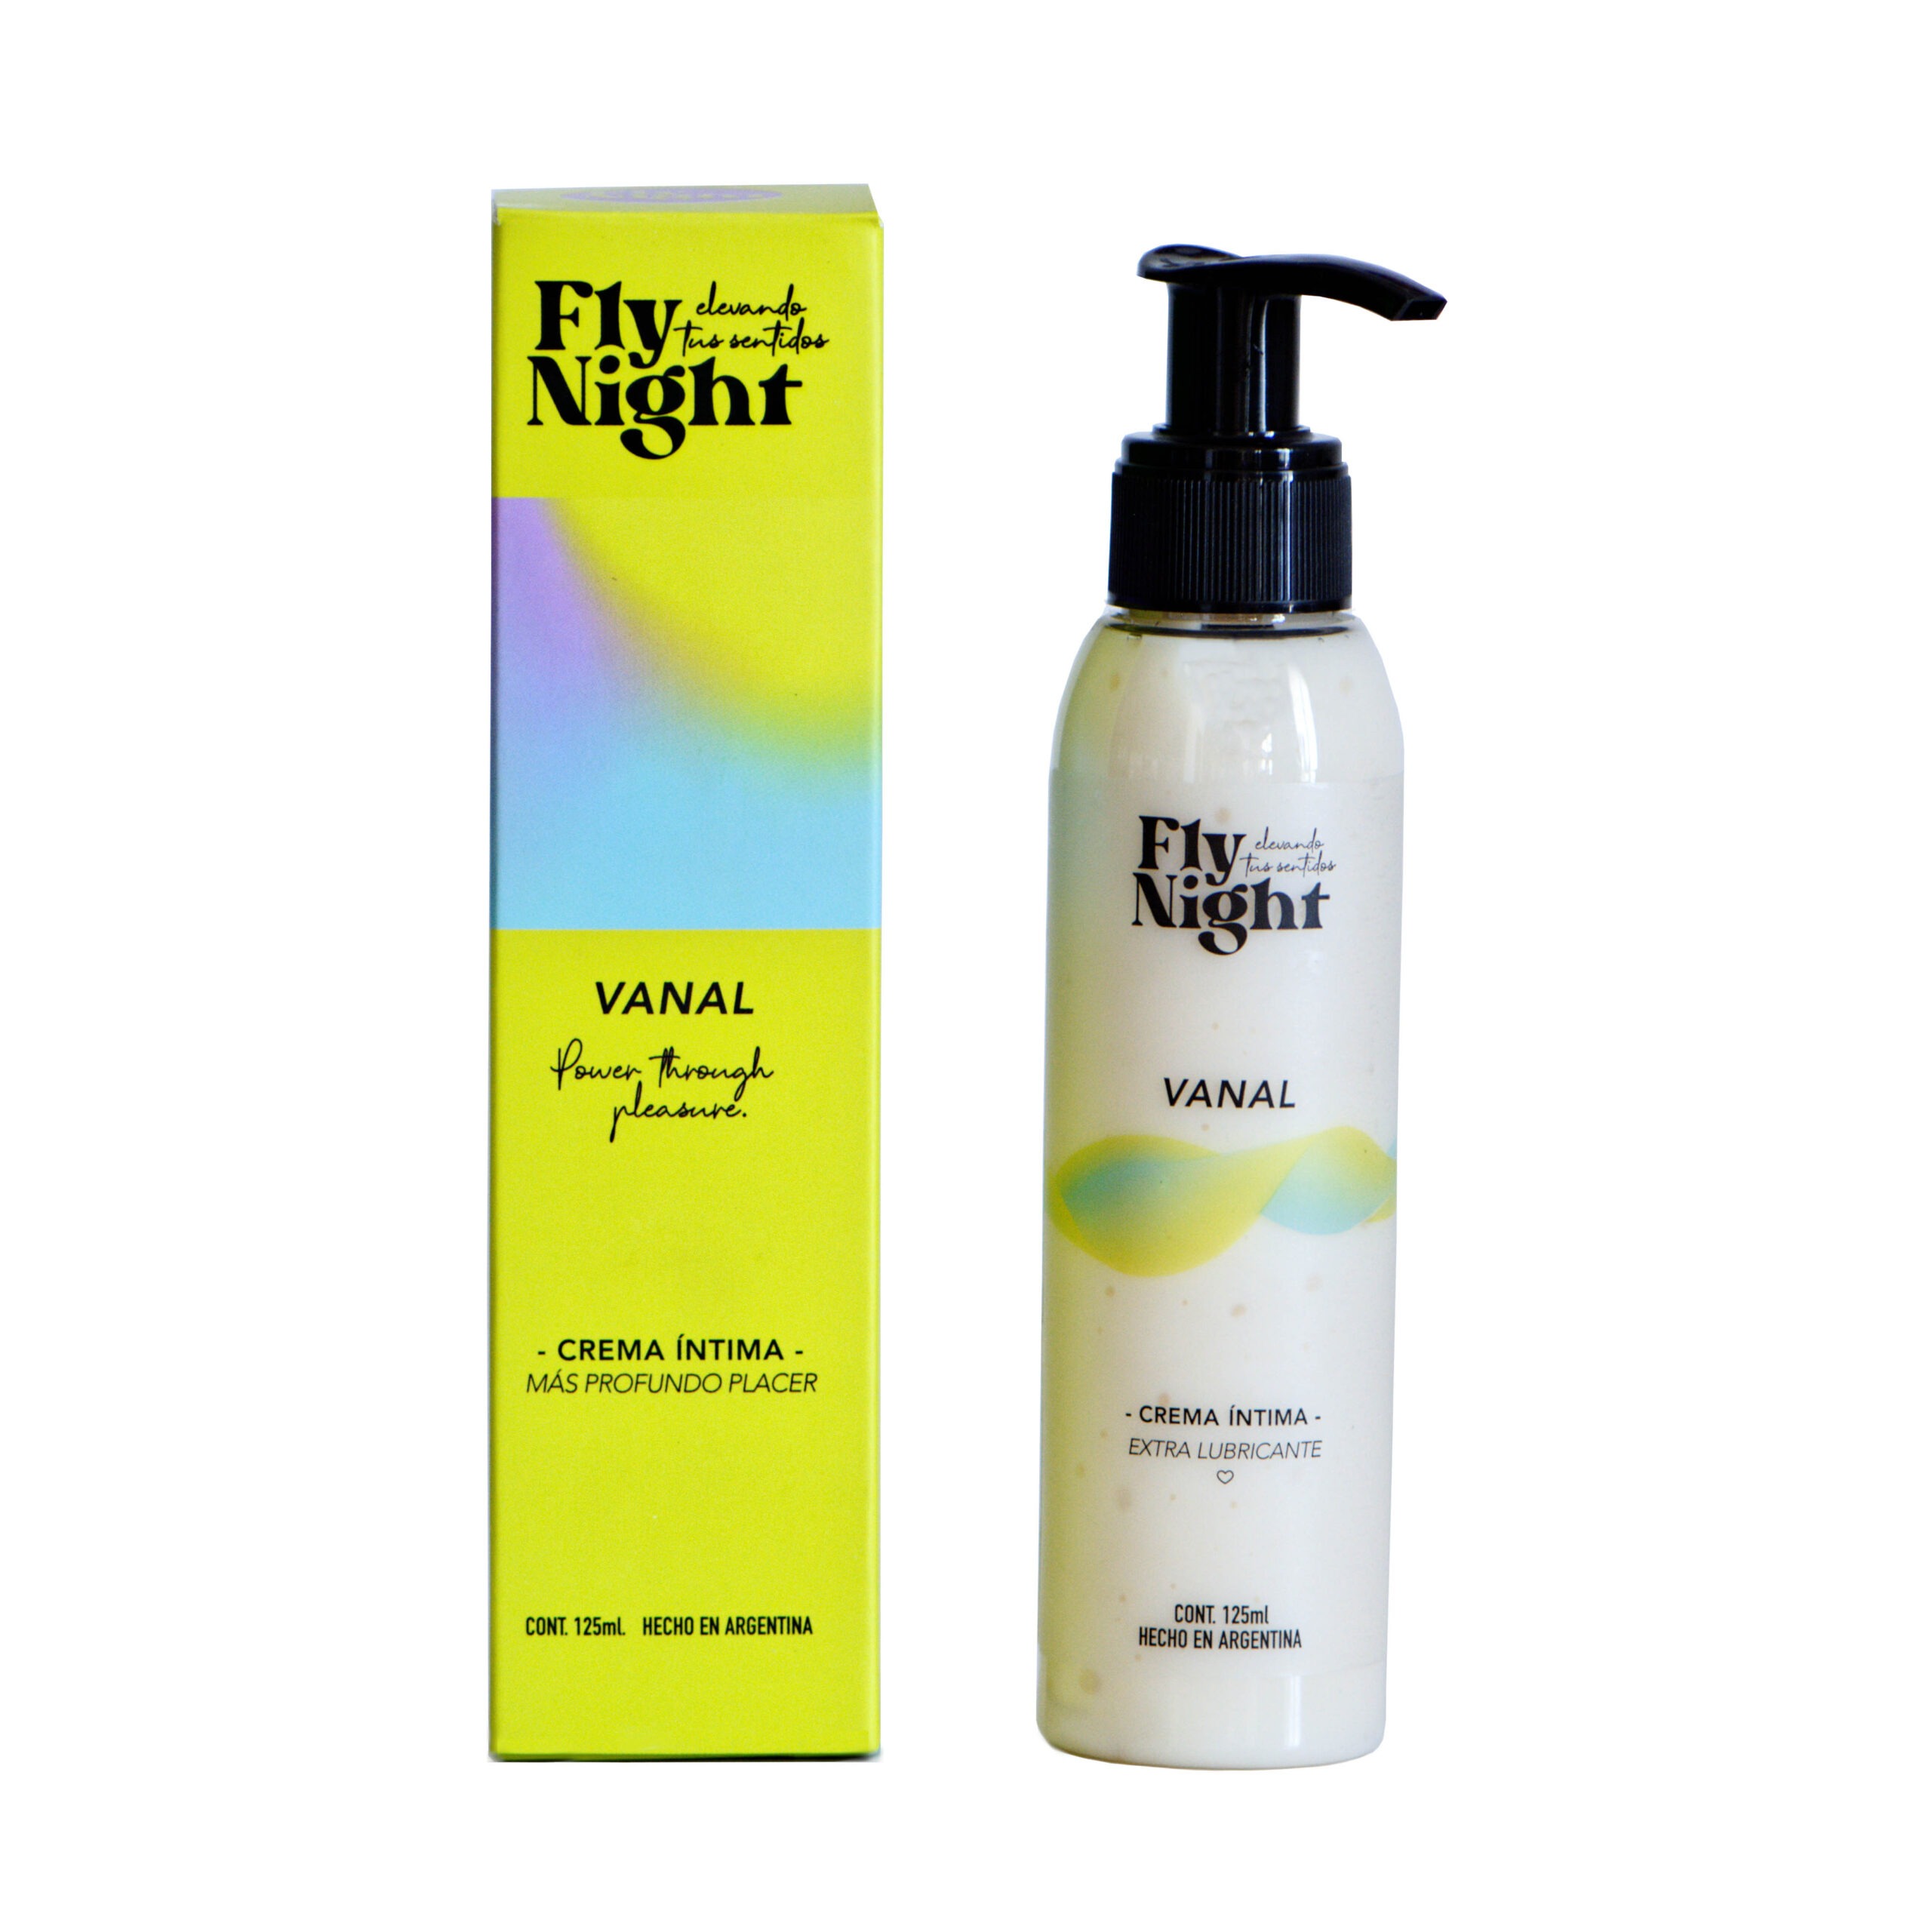 Fly elevando
tus sentidos
Night
VANAL
Power through
pleasure.
- CREMA ÍNTIMA -
MÁS PROFUNDO PLACER
CONT. 125ml. HECHO EN ARGENTINA
Fly elevando
tus sentidos
Night
VANAL
- CREMA ÍNTIMA -
EXTRA LUBRICANTE
CONT. 125ml
HECHO EN ARGENTINA